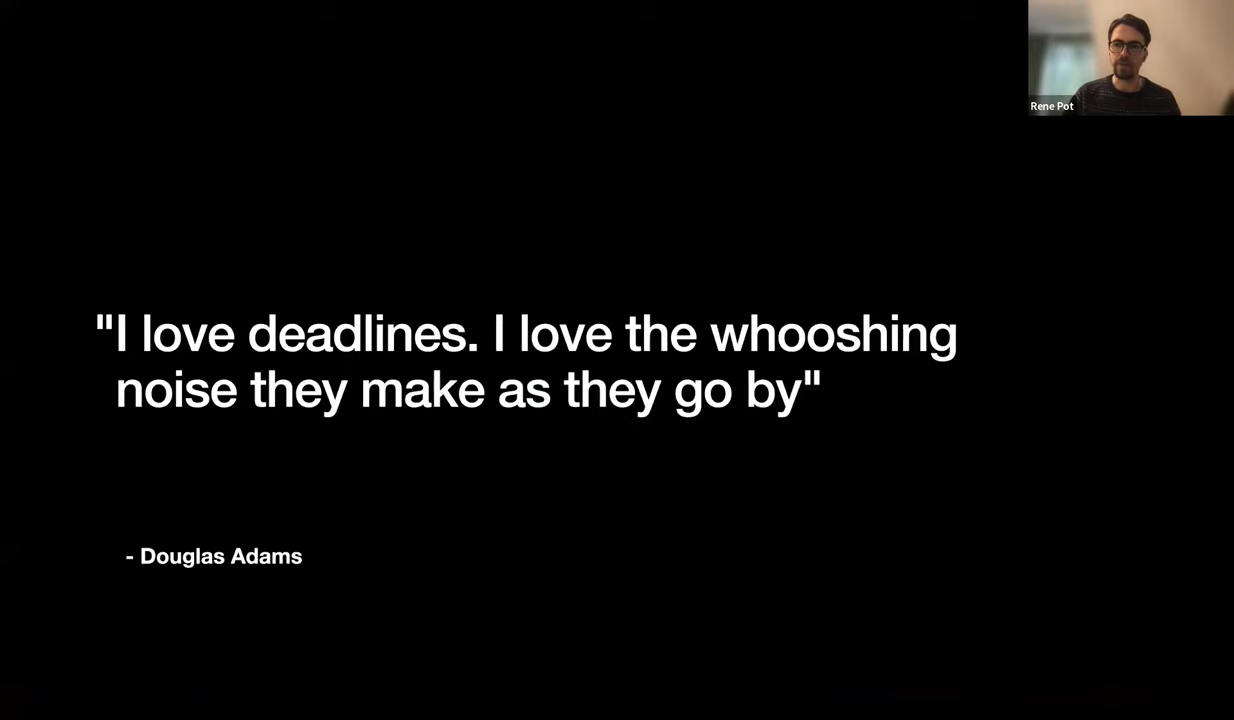 Rene Pot
"I love deadlines. I love the whooshing
noise they make as they go by"
- Douglas Adams